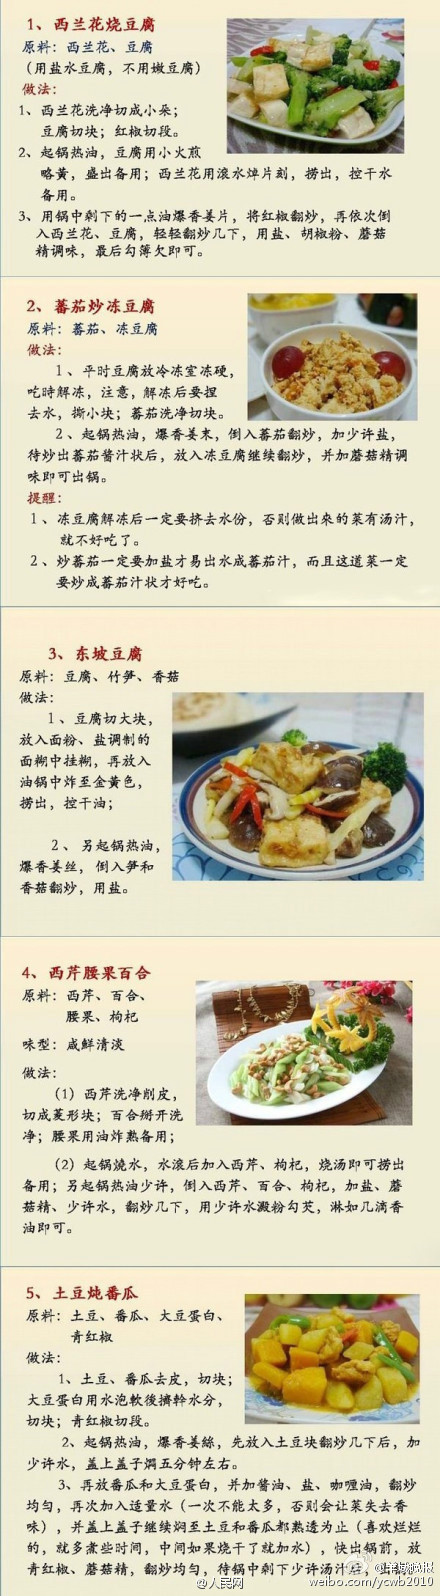 1、西兰花烧豆腐
原料：西兰花、豆腐
（用盐水豆腐，不用嫩豆腐）
做法：
1、西兰花洗净切成小朵；
豆腐切块；红椒切段。
2、起锅热油，豆腐用小火煎
略黄，盛出备用；西兰花用滚水焯片刻，捞出，控干水
备用。
3、用锅中剩下的一点油爆香姜片，将红椒翻炒，再依次倒
入西兰花、豆腐，轻轻翻炒几下，用盐、胡椒粉、蘑菇
精调味，最后勾薄欠即可。
2、蕃茄炒冻豆腐
原料：蕃茄、冻豆腐
做法：
1、平时豆腐放冷冻室冻硬，
吃时解冻，注意，解冻后要捏
去水，撕小块；蕃茄洗净切块。
2、起锅热油，爆香姜末，倒入蕃茄翻炒，加少许盐，
待炒出蕃茄酱汁状后，放入冻豆腐继续翻炒，并加蘑菇精调
味即可出锅。
提醒：
1、冻豆腐解冻后一定要挤去水份，否则做出來的菜有汤汁，
就不好吃了。
2、炒蕃茄一定要加盐才易出水成蕃茄汁，而且这道菜一定
要炒成蕃茄汁状才好吃。
3、东坡豆腐
原料：豆腐、竹笋、香菇
做法：
1、豆腐切大块，
放入面粉、盐调制的
面糊中挂糊，再放入
油锅中炸至金黄色，
捞出，控干油；
2、另起锅热油，
爆香姜丝，倒入笋和
香菇翻炒，用盐。
4、西芹腰果百合
原料：西芹、百合、
腰果、枸杞
味型：咸鲜清淡
做法：
（1）西芹洗净削皮，
切成菱形块；百合掰开洗
净；腰果用油炸熟备用；
（2）起锅燒水，水滚后加入西芹、枸杞，烧汤即可捞出
备用；另起锅热油少许，倒入西芹、百合、枸杞，加盐、蘑
菇精、少许水，翻炒几下，用少许水澱粉勾芡，淋如几滴香
油即可。
5、土豆炖番瓜
原料：土豆、番瓜、大豆蛋白、
青红椒
做法：
1、土豆、番瓜去皮，切块；
大豆蛋白用水泡軟後擠幹水分，
切块；青红椒切段。
2、起锅热油，爆香姜絲，先放入土豆块翻炒几下后，加
少许水，盖上盖子焖五分钟左右。
3、再放番瓜和大豆蛋白，并加酱油、盐、咖喱油，翻炒
均匀，再次加入适量水（一次不能太多，否则会让菜失去香
味），并盖上盖子继续焖至土豆和番瓜都熟透为止（喜欢烂烂
的，就多煮些时间，中间如果烧干了就加水），快出锅前，放
青红椒、蘑菇精，翻炒均匀，待锅中剩下少许汤汁
@人民网
@羊城晚报
weibo.com/ycwb2010